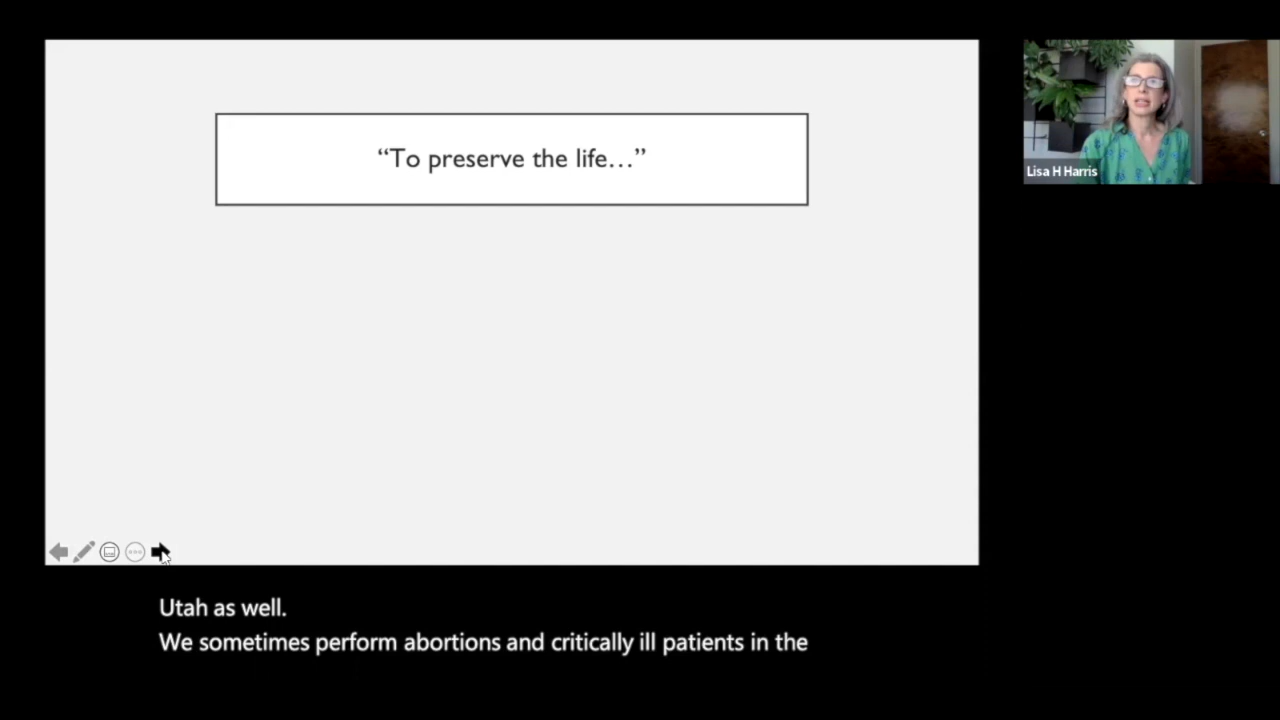 “To preserve the life…”
Lisa H Harris
Utah as well.
We sometimes perform abortions and critically ill patients in the